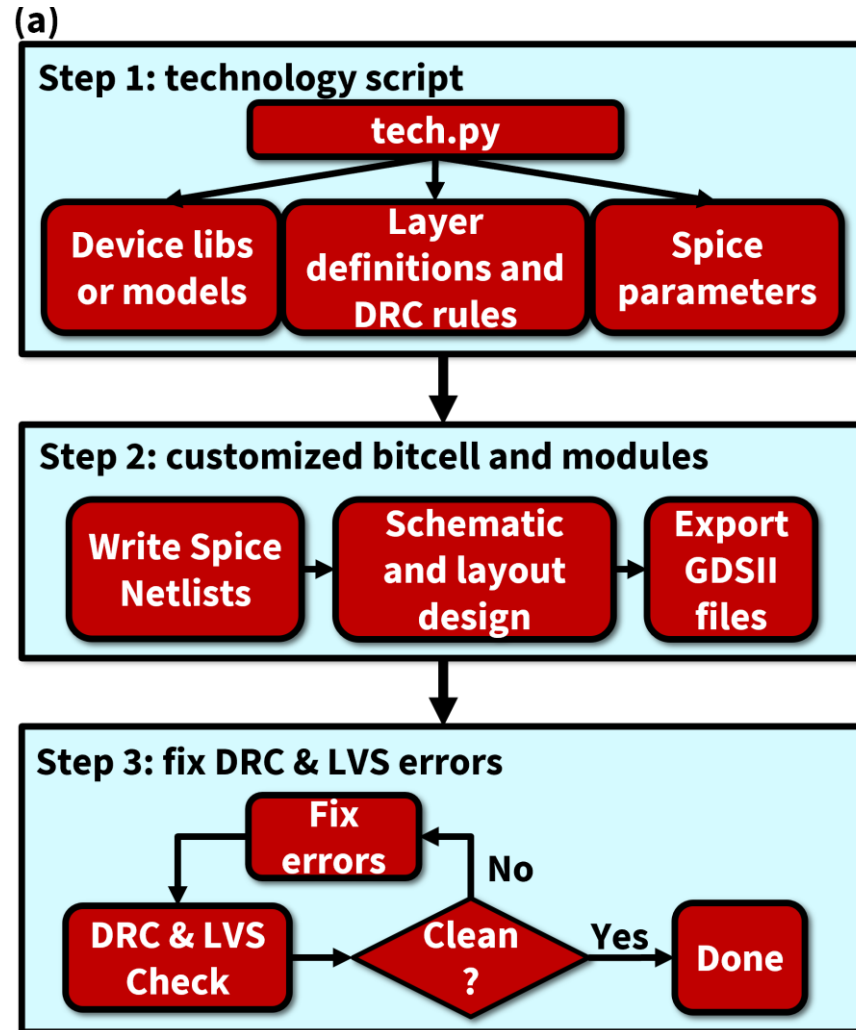 (a)
Step 1: technology script
tech.py
Device libs
or models
Layer
definitions and
DRC rules
Spice
parameters
Step 2: customized bitcell and modules
Write Spice
Netlists
Schematic
and layout
design
Export
GDSII
files
Step 3: fix DRC & LVS errors
Fix
errors
No
DRC & LVS
Check
Clean
?
Yes
Done